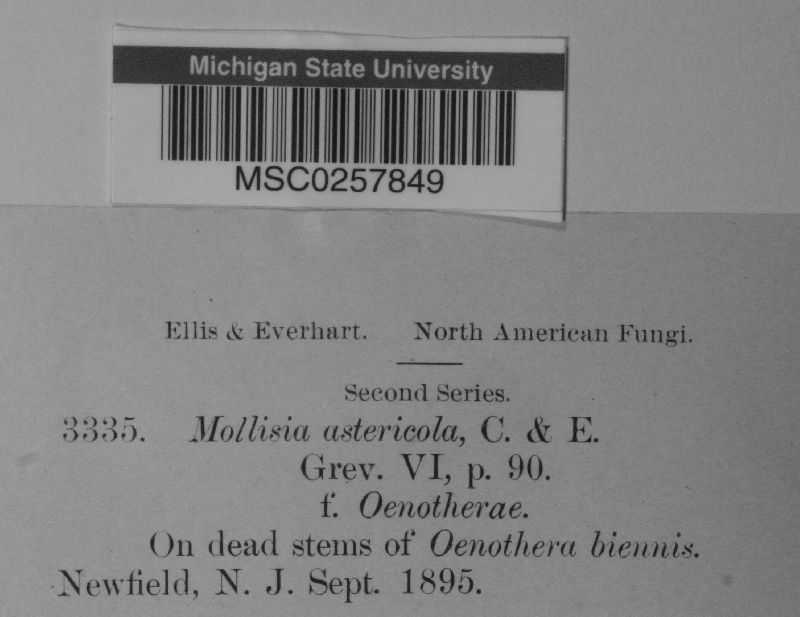 Michigan State University
MSC0257849
Ellis & Everhart. North American Fungi.
Second Series.
3335. Mollisia astericola, C. & E.
Grev. VI, p. 90.
f. Oenotherae.
On dead stems of Oenothera biennis.
Newfield, N. J. Sept. 1895.